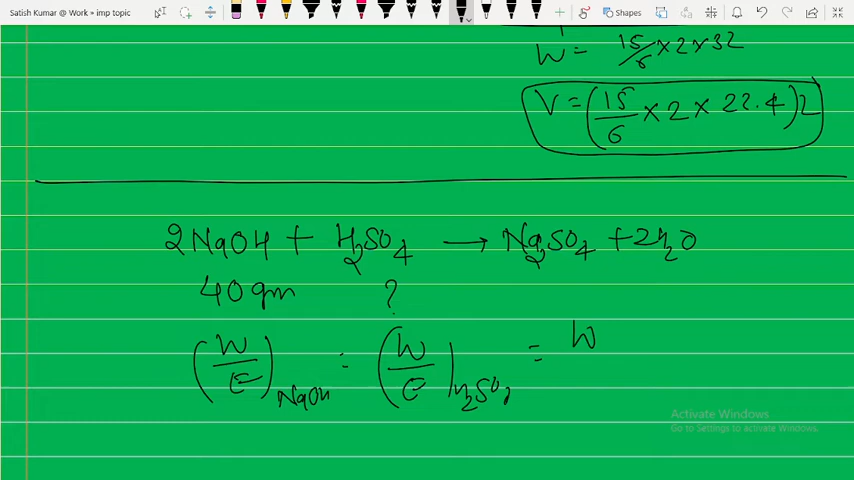 Satish Kumar @ Work » imp topic
Shapes
W = 15/6 × 2 × 32
V = (15/6 × 2 × 22.4) L
2NaOH + H2SO4 → Na2SO4 + 2H2O
40 gm ?
(W/E)NaOH = (W/E)H2SO4 = W
Activate Windows
Go to Settings to activate Windows.